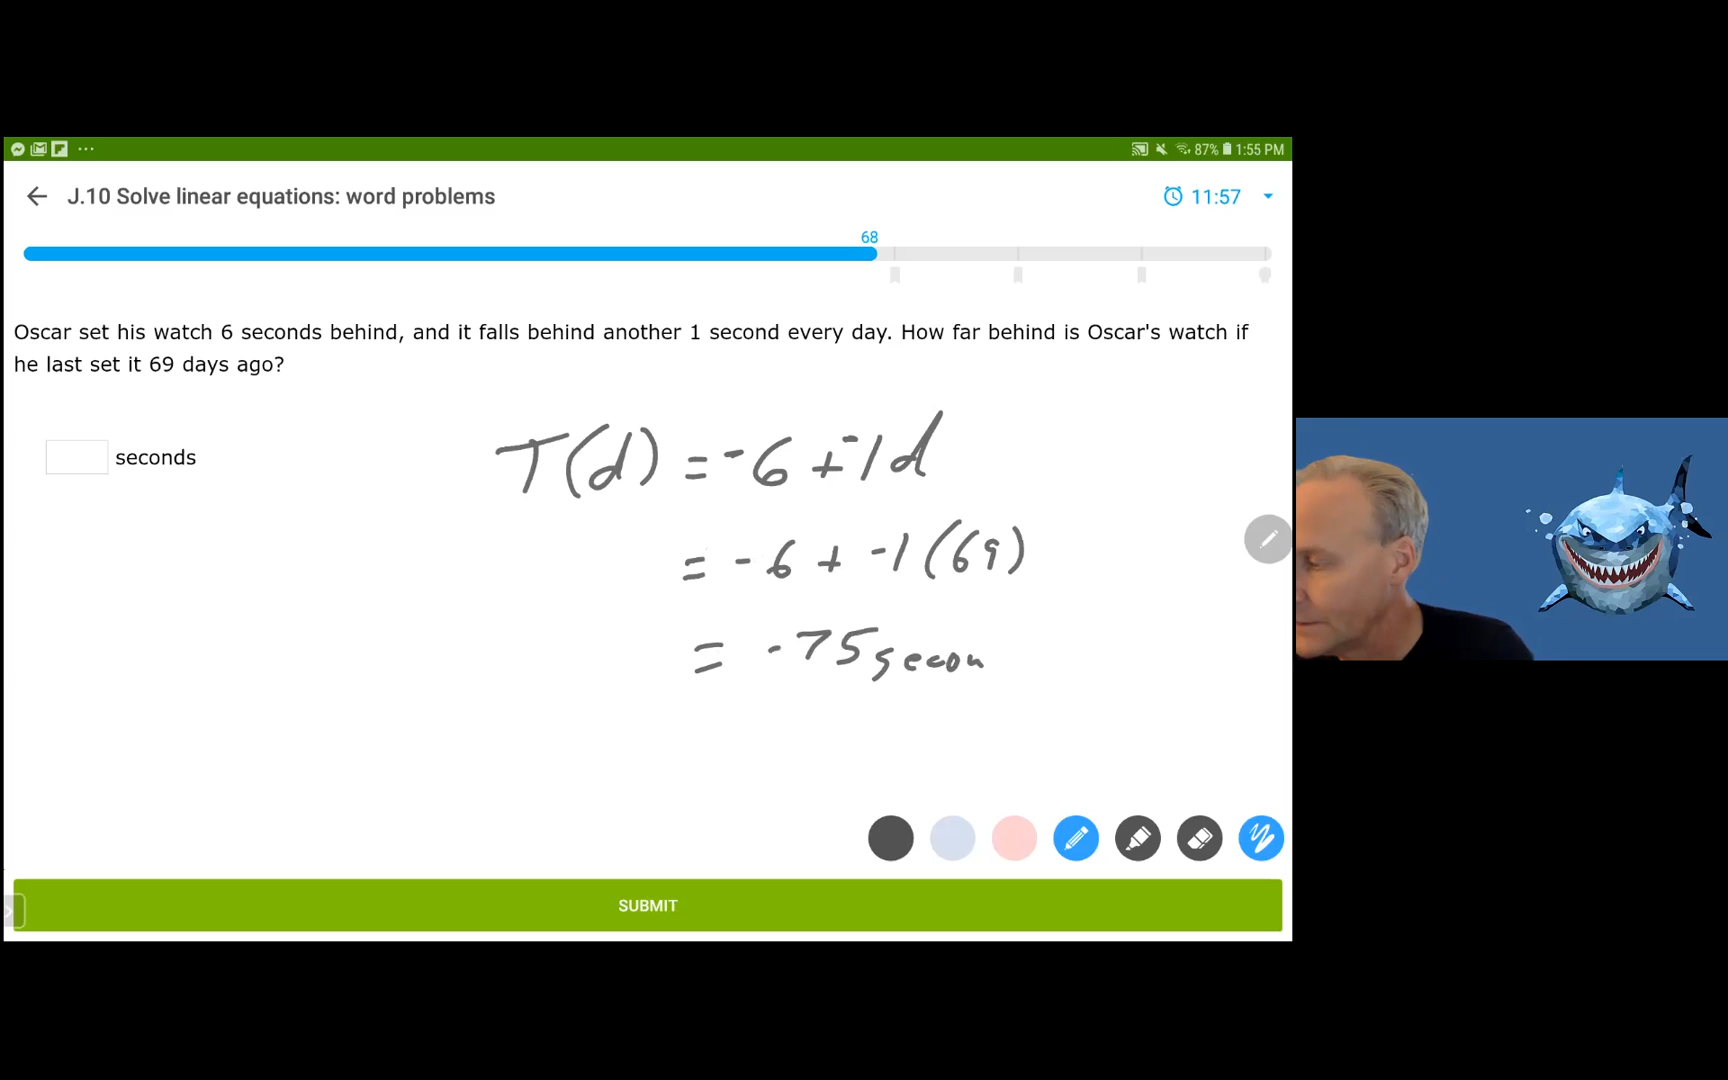 87% 1:55 PM
J.10 Solve linear equations: word problems
11:57
68
Oscar set his watch 6 seconds behind, and it falls behind another 1 second every day. How far behind is Oscar's watch if
he last set it 69 days ago?
seconds
T(d) = -6 + -1d
= -6 + -1(69)
= -75 secon
SUBMIT